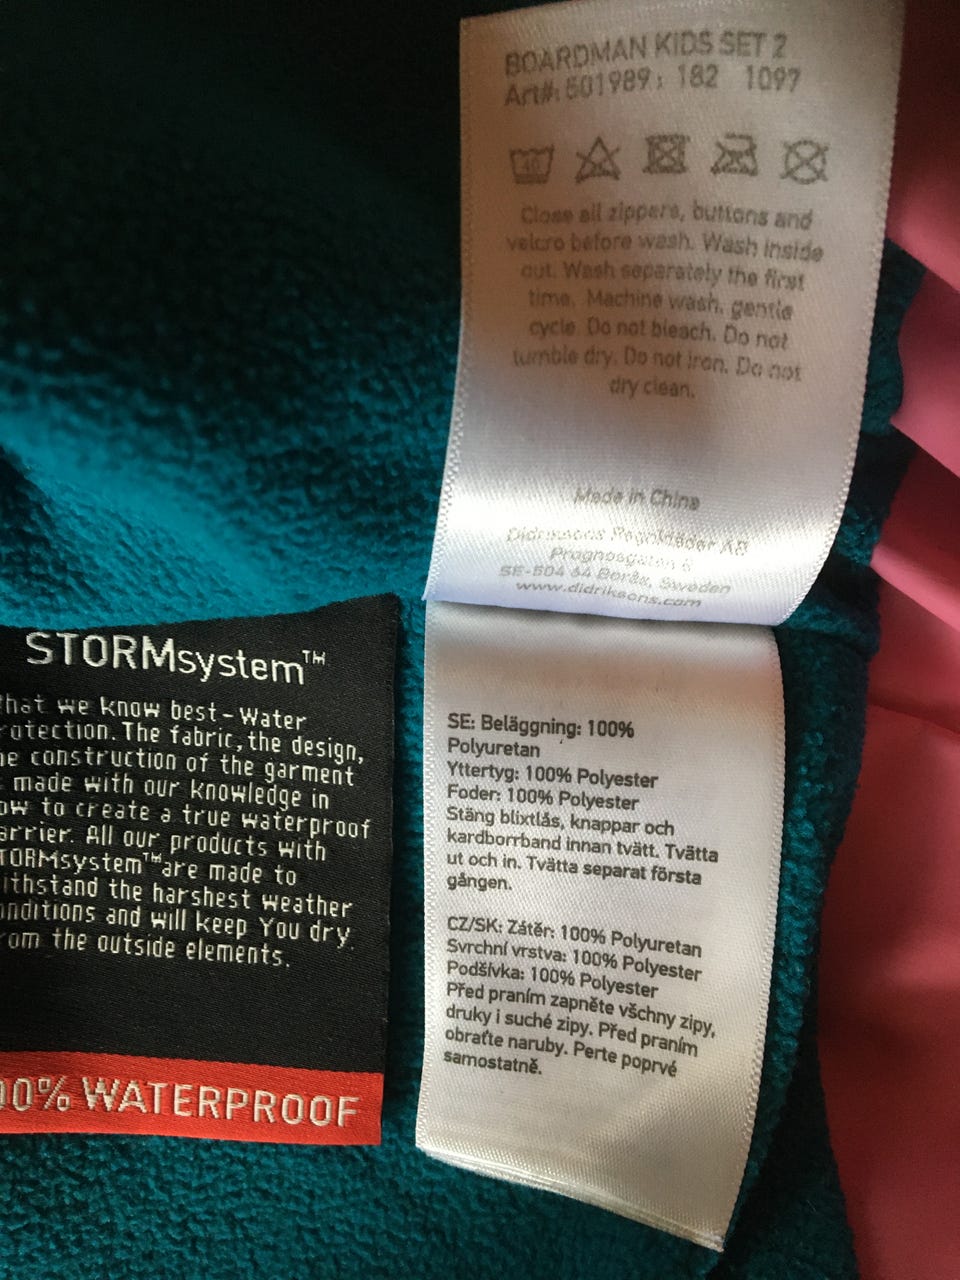 BOARDMAN KIDS SET 2
Art#: 501989; 182 1097
40
Close all zippers, buttons and
velcro before wash. Wash inside
out. Wash separately the first
time. Machine wash, gentle
cycle. Do not bleach. Do not
tumble dry. Do not iron. Do not
dry clean.
Made in China
Didriksons Regnkläder AB
Prognosgatan 6
SE-504 64 Borås, Sweden
www.didriksons.com
STORMsystem™
hat we know best - Water
rotection. The fabric, the design,
he construction of the garment
made with our knowledge in
ow to create a true waterproof
arrier. All our products with
TORMsystem™ are made to
ithstand the harshest weather
onditions and will keep You dry
rom the outside elements.
00% WATERPROOF
SE: Beläggning: 100%
Polyuretan
Yttertyg: 100% Polyester
Foder: 100% Polyester
Stäng blixtlås, knappar och
kardborrband innan tvätt. Tvätta
ut och in. Tvätta separat första
gången.
CZ/SK: Zátěr: 100% Polyuretan
Svrchní vrstva: 100% Polyester
Podšívka: 100% Polyester
Před praním zapněte všchny zipy,
druky i suché zipy. Před praním
obraťte naruby. Perte poprvé
samostatně.